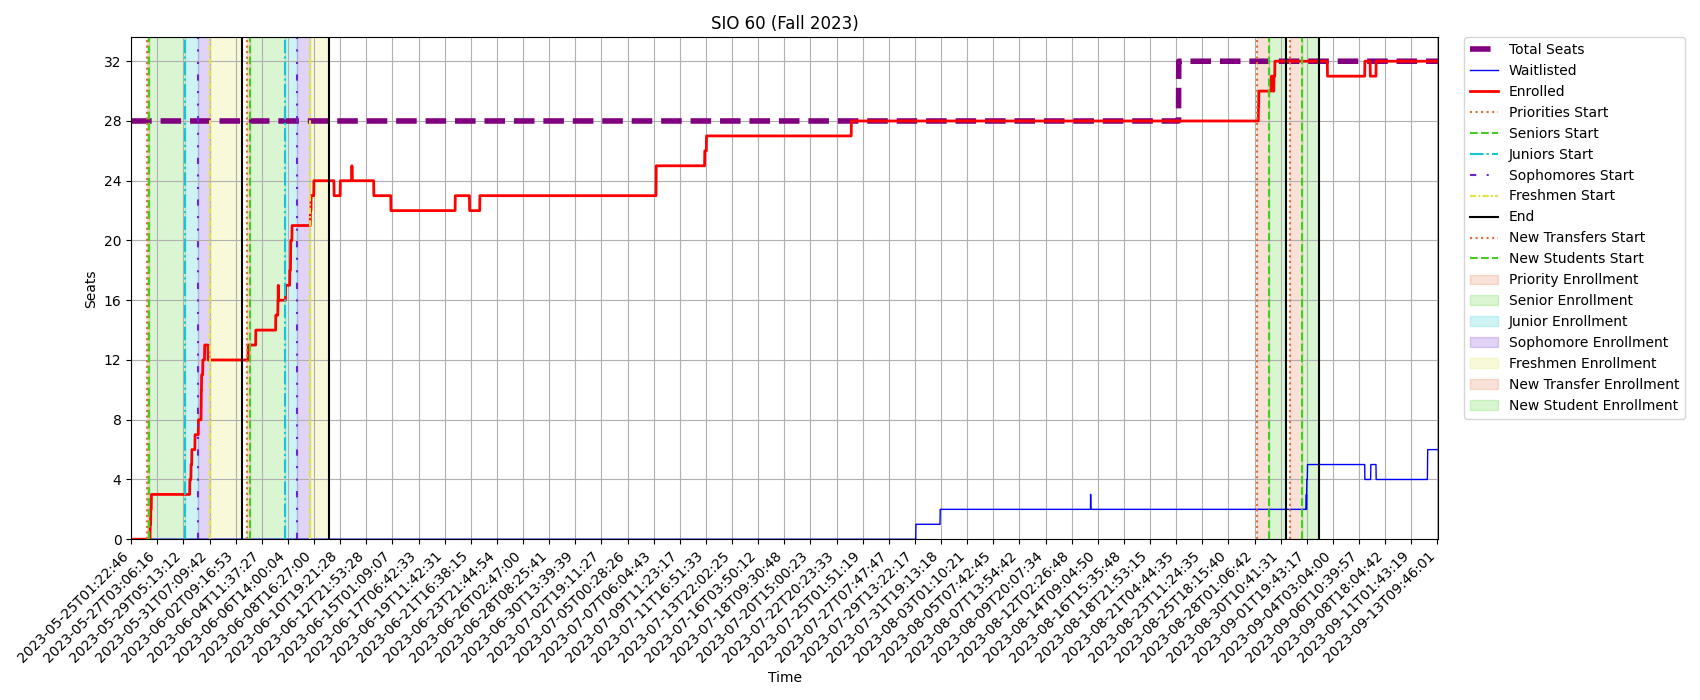 SIO 60 (Fall 2023)
Seats
32
28
24
20
16
12
8
4
0
2023-05-25T01:22:46
2023-05-27T03:06:16
2023-05-29T05:13:12
2023-05-31T07:09:42
2023-06-02T09:16:53
2023-06-04T11:37:27
2023-06-06T14:00:04
2023-06-08T16:27:00
2023-06-10T19:21:28
2023-06-12T21:53:28
2023-06-15T01:09:07
2023-06-17T06:42:33
2023-06-19T11:42:31
2023-06-21T16:38:15
2023-06-23T21:44:54
2023-06-26T02:47:00
2023-06-28T08:25:41
2023-06-30T13:39:39
2023-07-02T19:11:27
2023-07-05T00:28:26
2023-07-07T06:04:43
2023-07-09T11:23:17
2023-07-11T16:51:33
2023-07-13T22:02:25
2023-07-16T03:50:12
2023-07-18T09:30:48
2023-07-20T15:00:23
2023-07-22T20:23:33
2023-07-25T01:51:19
2023-07-27T07:47:47
2023-07-29T13:22:17
2023-07-31T19:13:18
2023-08-03T01:10:21
2023-08-05T07:42:45
2023-08-07T13:54:42
2023-08-09T20:07:34
2023-08-12T02:26:48
2023-08-14T09:04:50
2023-08-16T15:35:48
2023-08-18T21:53:15
2023-08-21T04:44:35
2023-08-23T11:24:35
2023-08-25T18:15:40
2023-08-28T01:06:42
2023-08-30T10:41:31
2023-09-01T19:43:17
2023-09-04T03:04:00
2023-09-06T10:39:57
2023-09-08T18:04:42
2023-09-11T01:43:19
2023-09-13T09:46:01
Time
Total Seats
Waitlisted
Enrolled
Priorities Start
Seniors Start
Juniors Start
Sophomores Start
Freshmen Start
End
New Transfers Start
New Students Start
Priority Enrollment
Senior Enrollment
Junior Enrollment
Sophomore Enrollment
Freshmen Enrollment
New Transfer Enrollment
New Student Enrollment